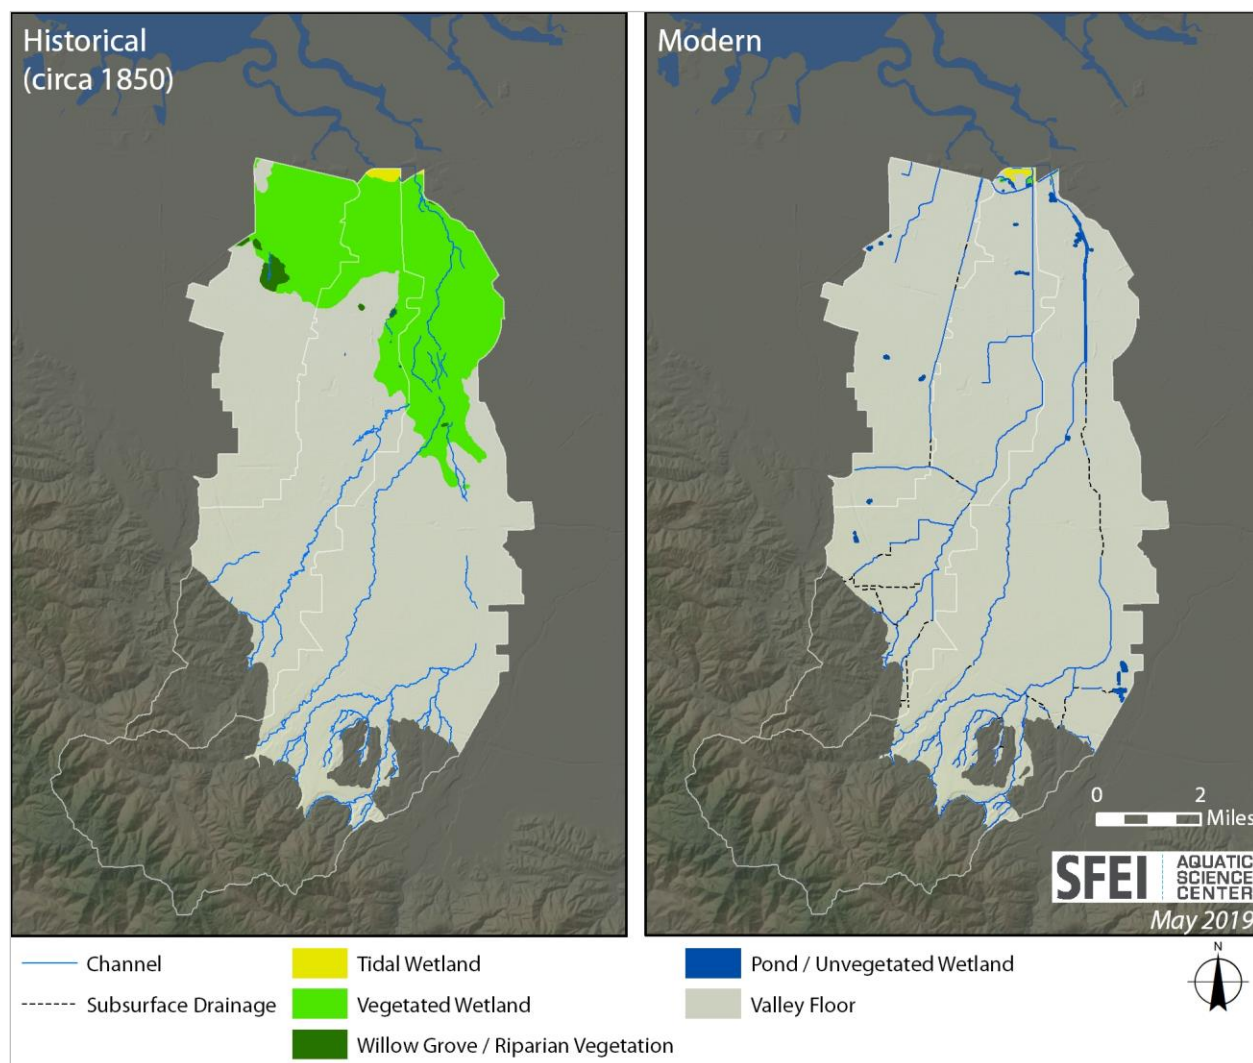 Historical
(circa 1850)
Modern
0 2
Miles
SFEI
AQUATIC
SCIENCE
CENTER
May 2019
Channel
Subsurface Drainage
Tidal Wetland
Vegetated Wetland
Willow Grove / Riparian Vegetation
Pond / Unvegetated Wetland
Valley Floor
N